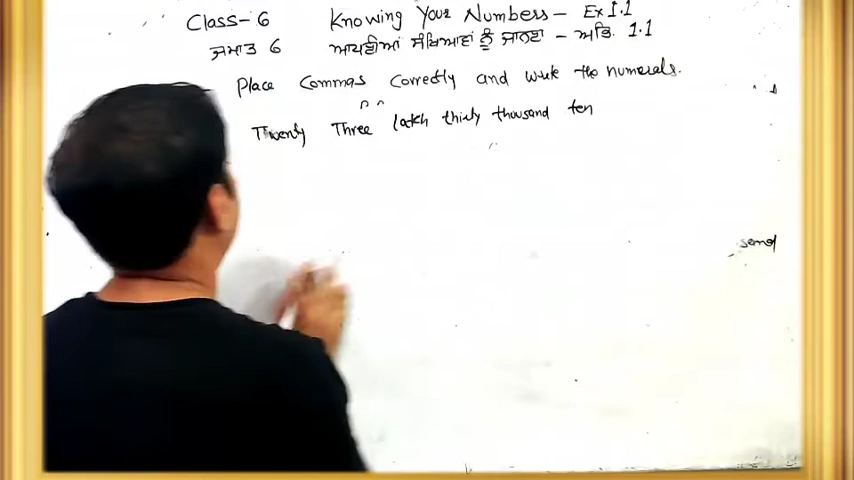 Class-6 Knowing Your Numbers- Ex 1.1
ਜਮਾਤ 6 ਆਪਣੀਆਂ ਸੰਖਿਆਵਾਂ ਨੂੰ ਜਾਨਣਾ - ਅਭਿ. 1.1
Place Commas Correctly and write the numerals.
Twenty Three lakh thirty thousand ten